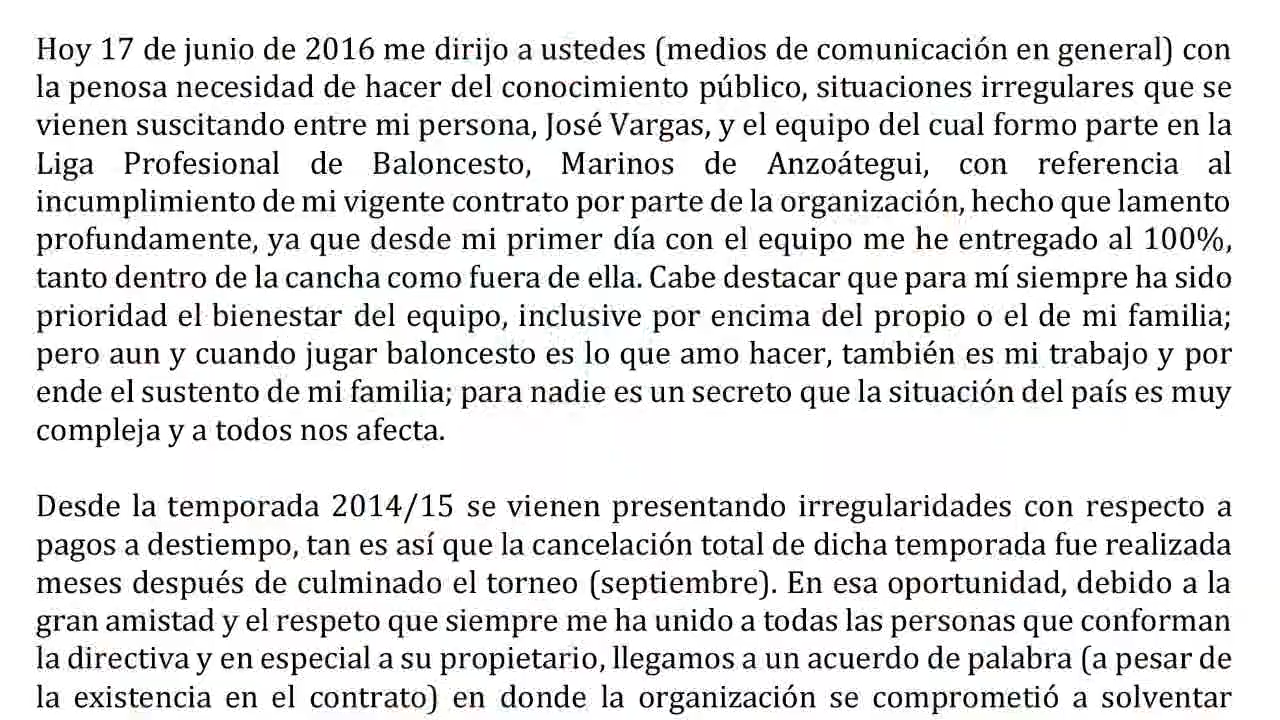 Hoy 17 de junio de 2016 me dirijo a ustedes (medios de comunicación en general) con
la penosa necesidad de hacer del conocimiento público, situaciones irregulares que se
vienen suscitando entre mi persona, José Vargas, y el equipo del cual formo parte en la
Liga Profesional de Baloncesto, Marinos de Anzoátegui, con referencia al
incumplimiento de mi vigente contrato por parte de la organización, hecho que lamento
profundamente, ya que desde mi primer día con el equipo me he entregado al 100%,
tanto dentro de la cancha como fuera de ella. Cabe destacar que para mí siempre ha sido
prioridad el bienestar del equipo, inclusive por encima del propio o el de mi familia;
pero aun y cuando jugar baloncesto es lo que amo hacer, también es mi trabajo y por
ende el sustento de mi familia; para nadie es un secreto que la situación del país es muy
compleja y a todos nos afecta.
Desde la temporada 2014/15 se vienen presentando irregularidades con respecto a
pagos a destiempo, tan es así que la cancelación total de dicha temporada fue realizada
meses después de culminado el torneo (septiembre). En esa oportunidad, debido a la
gran amistad y el respeto que siempre me ha unido a todas las personas que conforman
la directiva y en especial a su propietario, llegamos a un acuerdo de palabra (a pesar de
la existencia en el contrato) en donde la organización se comprometió a solventar